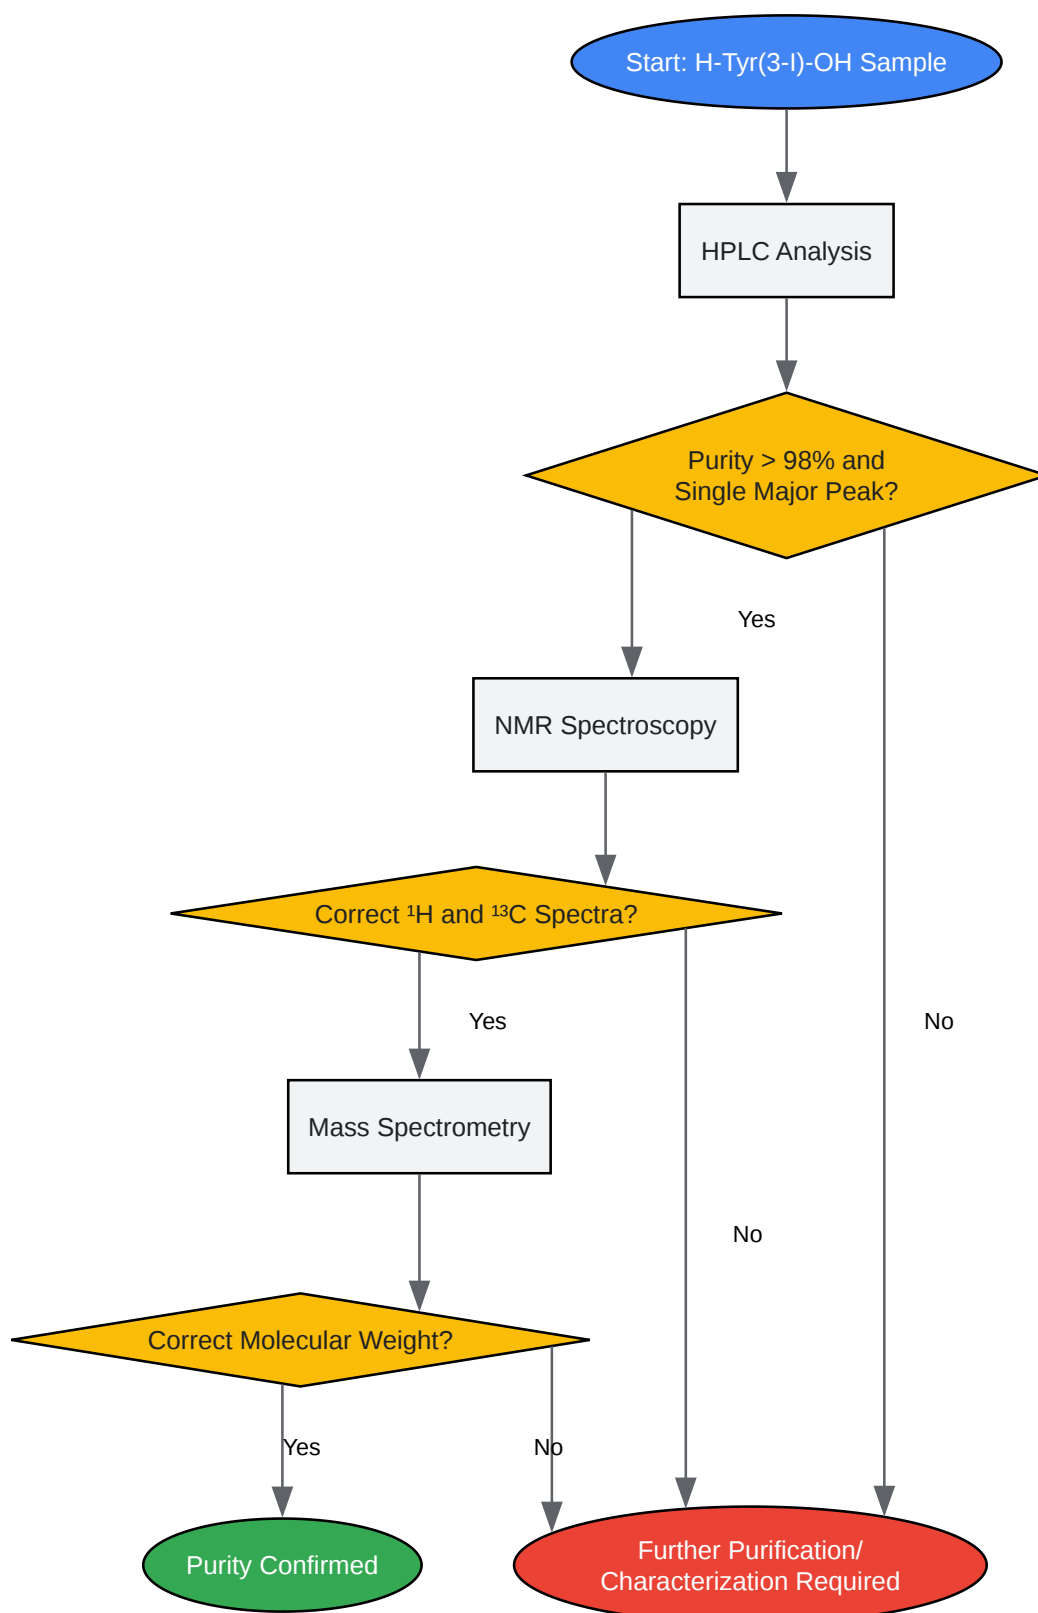 Start: H-Tyr(3-I)-OH Sample
HPLC Analysis
Purity > 98% and
Single Major Peak?
Yes
NMR Spectroscopy
Correct ¹H and ¹³C Spectra?
Yes
No
Mass Spectrometry
No
Correct Molecular Weight?
Yes
No
Purity Confirmed
Further Purification/
Characterization Required